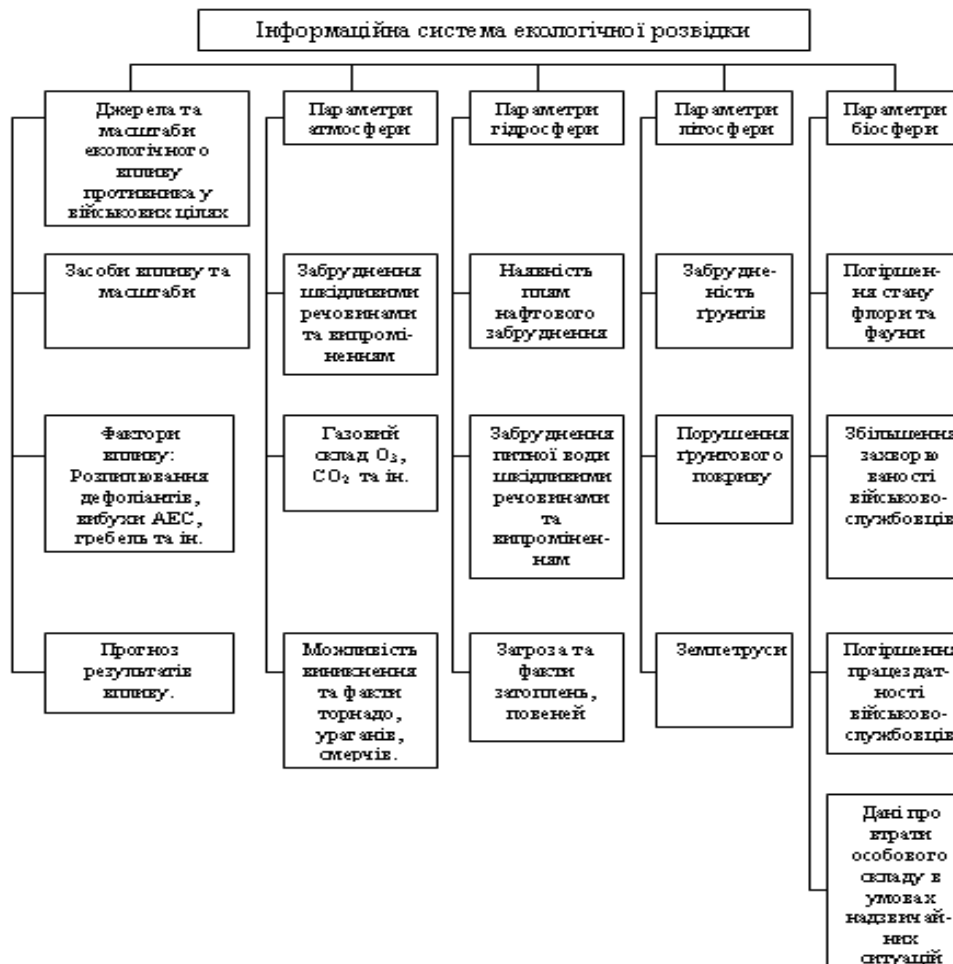 Інформаційна система екологічної розвідки
Джерела та
масштаби
екологічного
впливу
противника у
військових цілях
Засоби впливу та
масштаби
Фактори
впливу:
Розпилювання
дефоліантів,
вибухи АЕС,
гребель та ін.
Прогноз
результатів
впливу.
Параметри
атмосфери
Забруднення
шкідливими
речовинами
та випромі-
ненням
Газовий
склад O₃,
CO₂ та ін.
Можливість
виникнення
та факти
торнадо,
ураганів,
смерчів.
Параметри
гідросфери
Наявність
плям
нафтового
забруднення
Забруднення
питної води
шкідливими
речовинами
та
випромінен-
ням
Загроза та
факти
затоплень,
повеней
Параметри
літосфери
Забрудне-
ність
ґрунтів
Порушення
ґрунтового
покриву
Землетруси
Параметри
біосфери
Погіршен-
ня стану
флори та
фауни
Збільшення
захворю
ваності
військово-
службовців
Погіршення
працездат-
ності
військово-
службовців
Дані про
втрати
особового
складу в
умовах
надзвичай-
них
ситуацій